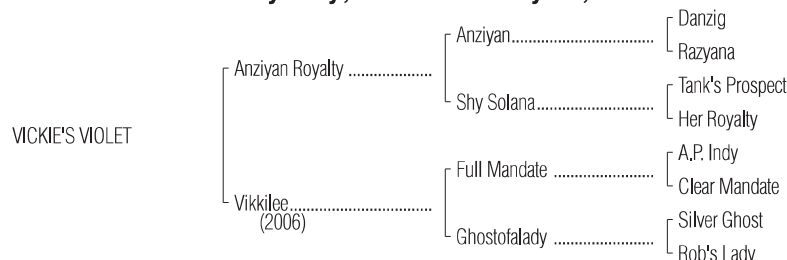 Danzig
Anziyan
Razyana
Anziyan Royalty
Tank's Prospect
Shy Solana
Her Royalty
VICKIE'S VIOLET
A.P. Indy
Full Mandate
Clear Mandate
Vikkilee
(2006)
Silver Ghost
Ghostofalady
Rob's Lady